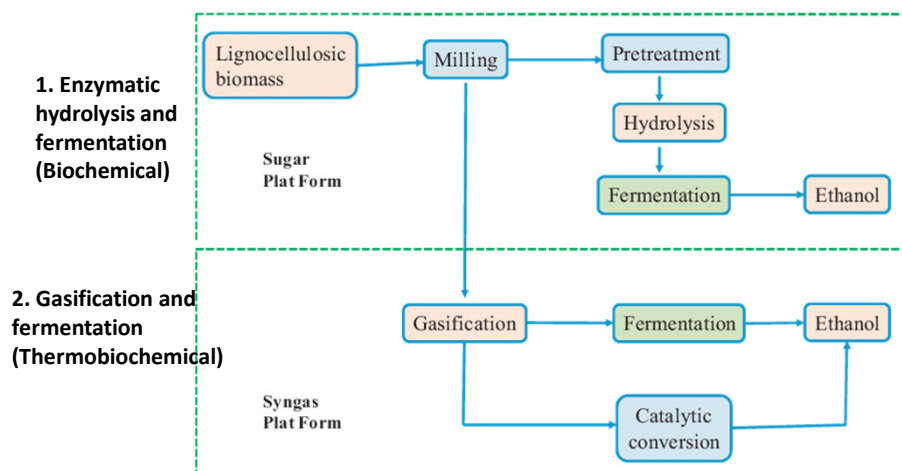 1. Enzymatic
hydrolysis and
fermentation
(Biochemical)
Lignocellulosic
biomass
Milling
Pretreatment
Hydrolysis
Sugar
Plat Form
Fermentation
Ethanol
2. Gasification and
fermentation
(Thermobiochemical)
Gasification
Fermentation
Ethanol
Syngas
Plat Form
Catalytic
conversion